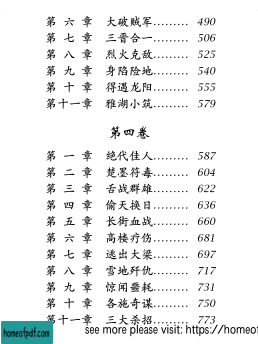 第 六 章 大破贼军……… 490
第 七 章 三晋合一……… 506
第 八 章 烈火克敌……… 525
第 九 章 身陷险地……… 540
第 十 章 得遇龙阳……… 555
第十一章 雅湖小筑……… 579
第四卷
第 一 章 绝代佳人……… 587
第 二 章 楚墨符毒……… 604
第 三 章 舌战群雄……… 622
第 四 章 偷天换日……… 636
第 五 章 长街血战……… 660
第 六 章 高楼疗伤……… 681
第 七 章 逃出大梁……… 697
第 八 章 雪地歼仇……… 717
第 九 章 惊闻噩耗……… 731
第 十 章 各施奇谋……… 750
第十一章 三大杀招……… 773
homeofpdf.com
see more please visit: https://homeof